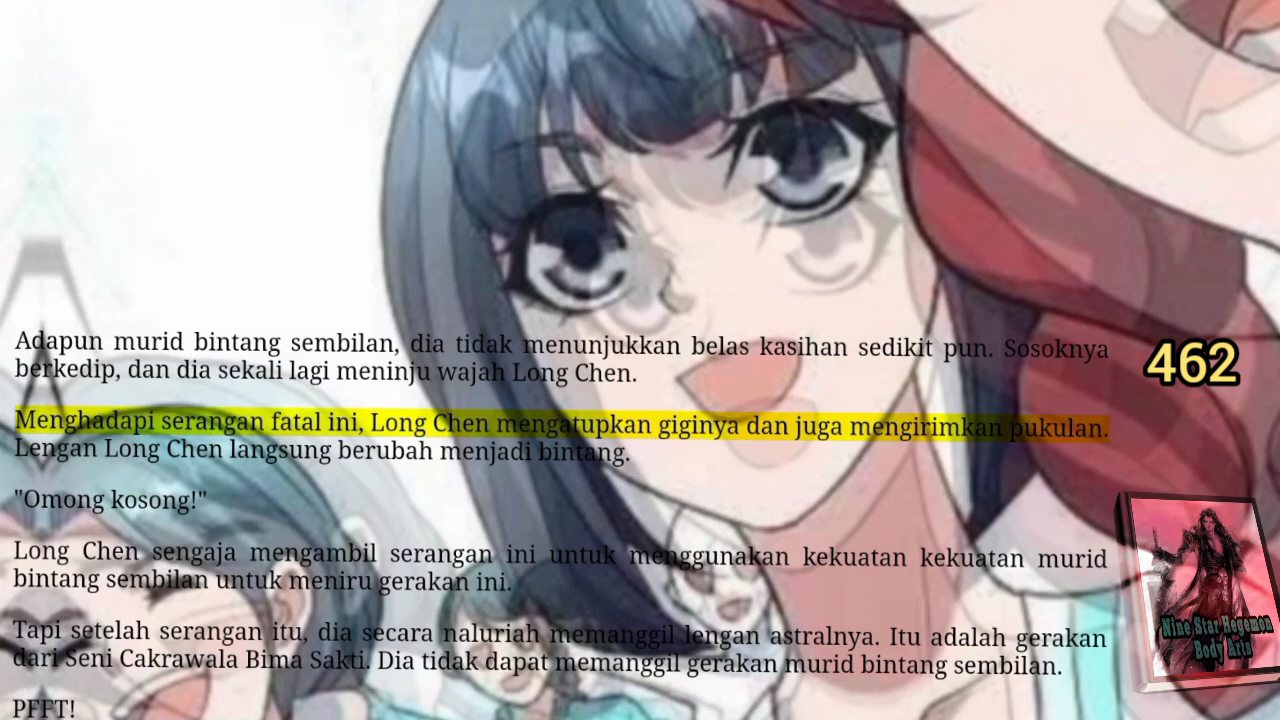 Adapun murid bintang sembilan, dia tidak menunjukkan belas kasihan sedikit pun. Sosoknya
berkedip, dan dia sekali lagi meninju wajah Long Chen.
462
Menghadapi serangan fatal ini, Long Chen mengatupkan giginya dan juga mengirimkan pukulan.
Lengan Long Chen langsung berubah menjadi bintang.
"Omong kosong!"
Long Chen sengaja mengambil serangan ini untuk menggunakan kekuatan kekuatan murid
bintang sembilan untuk meniru gerakan ini.
Tapi setelah serangan itu, dia secara naluriah memanggil lengan astralnya. Itu adalah gerakan
dari Seni Cakrawala Bima Sakti. Dia tidak dapat memanggil gerakan murid bintang sembilan.
PFFT!
Nine Star Hegemon
Body Arts